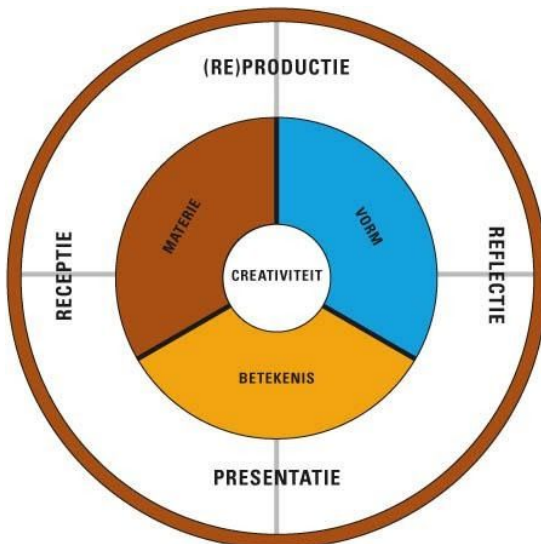 (RE)PRODUCTIE
MATERIE
VORM
RECEPTIE
CREATIVITEIT
REFLECTIE
BETEKENIS
PRESENTATIE